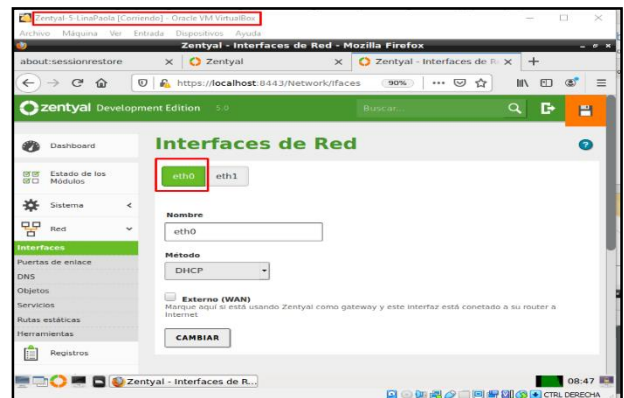 Zentyal-5-LinaPaola [Corriendo] - Oracle VM VirtualBox
Archivo Máquina Ver Entrada Dispositivos Ayuda
Zentyal - Interfaces de Red - Mozilla Firefox
about:sessionrestore
Zentyal
Zentyal - Interfaces de Re
https://localhost:8443/Network/Ifaces 90%
zentyal Development Edition 5.0 Buscar...
Dashboard
Estado de los
Módulos
Sistema
Red
Interfaces
Puertas de enlace
DNS
Objetos
Servicios
Rutas estáticas
Herramientas
Registros
Interfaces de Red
eth0 eth1
Nombre
eth0
Método
DHCP
Externo (WAN)
Marque aquí si está usando Zentyal como gateway y este interfaz está conetado a su router a
Internet
CAMBIAR
Zentyal - Interfaces de R...
08:47
CTRL DERECHA